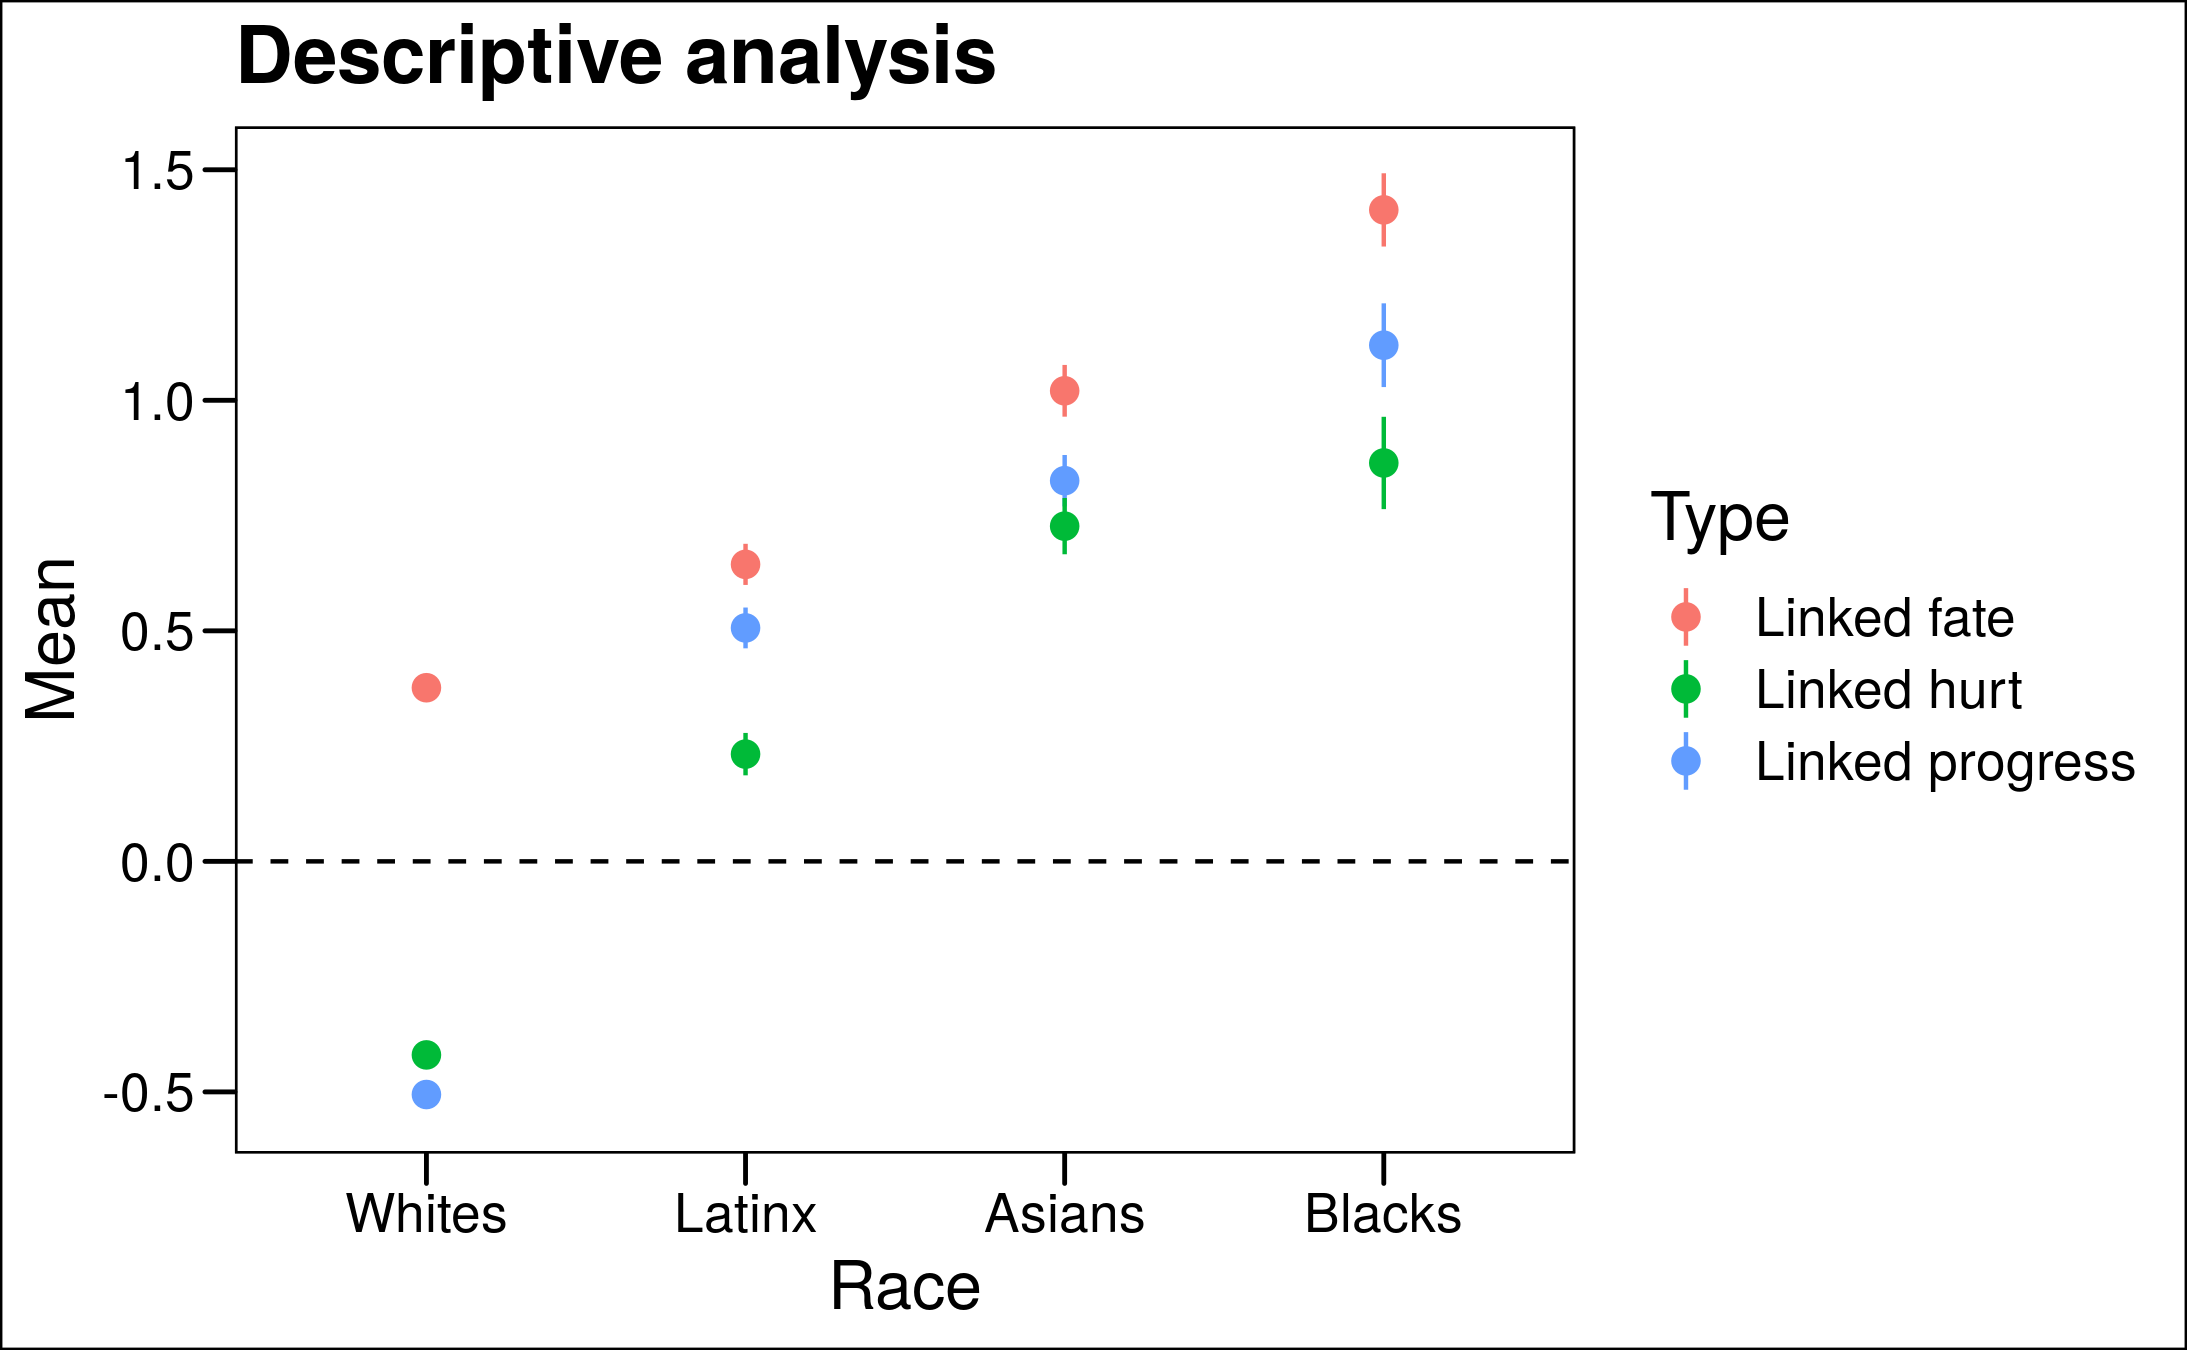 Descriptive analysis
Mean
1.5
1.0
0.5
0.0
-0.5
Whites Latinx Asians Blacks
Race
Type
Linked fate
Linked hurt
Linked progress